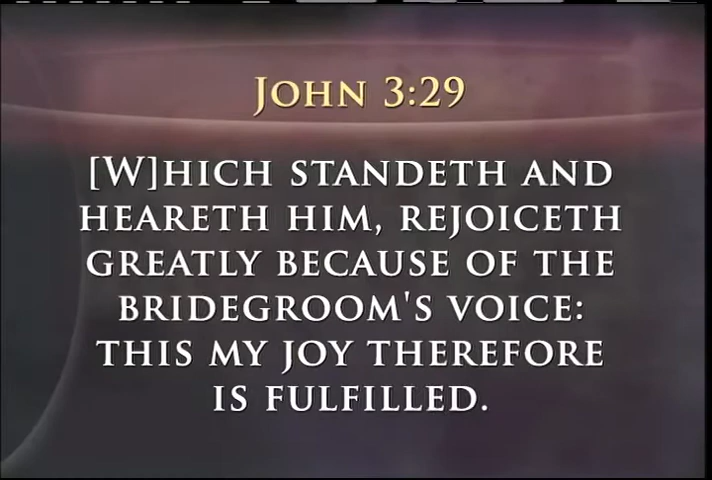 JOHN 3:29
[W]HICH STANDETH AND
HEARETH HIM, REJOICETH
GREATLY BECAUSE OF THE
BRIDEGROOM'S VOICE:
THIS MY JOY THEREFORE
IS FULFILLED.